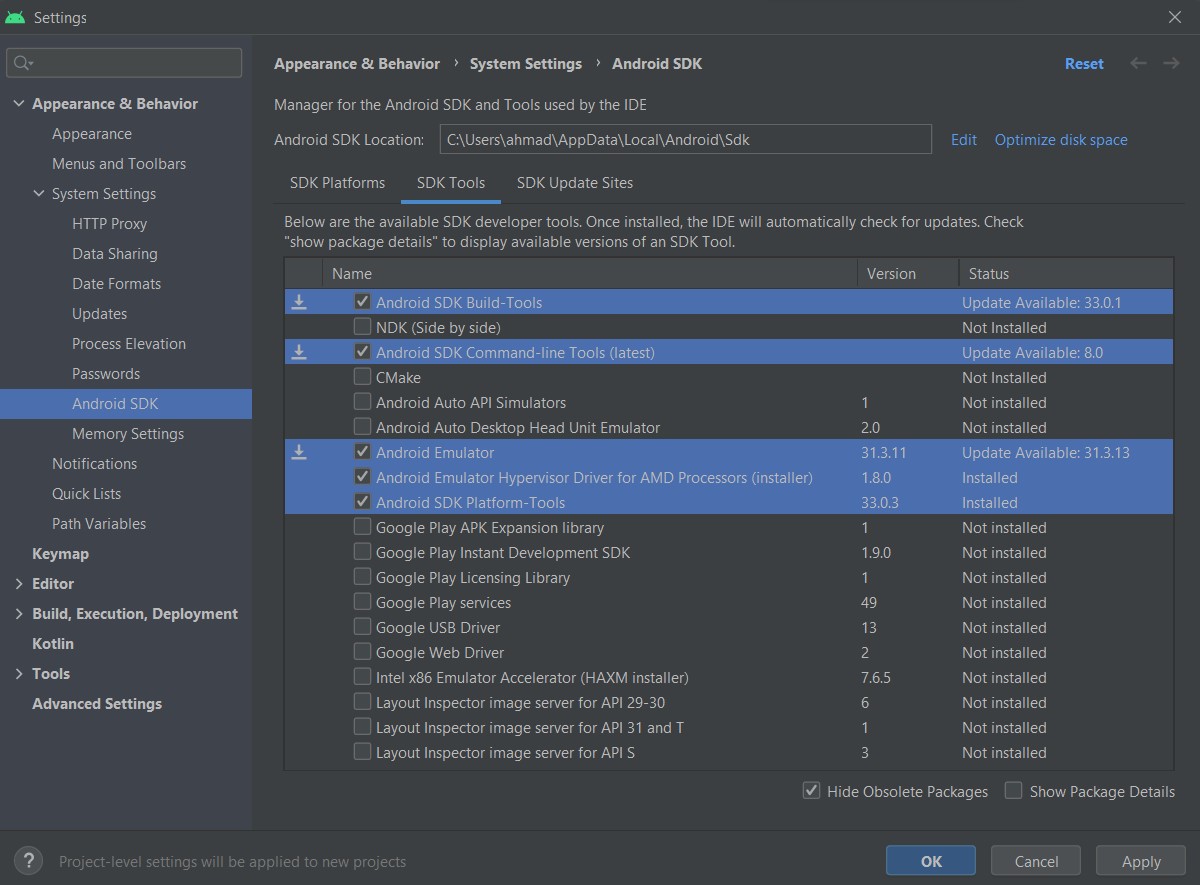 Settings
Appearance & Behavior
Appearance
Menus and Toolbars
System Settings
HTTP Proxy
Data Sharing
Date Formats
Updates
Process Elevation
Passwords
Android SDK
Memory Settings
Notifications
Quick Lists
Path Variables
Keymap
Editor
Build, Execution, Deployment
Kotlin
Tools
Advanced Settings
Appearance & Behavior › System Settings › Android SDK Reset
Manager for the Android SDK and Tools used by the IDE
Android SDK Location: C:\Users\ahmad\AppData\Local\Android\Sdk Edit Optimize disk space
SDK Platforms SDK Tools SDK Update Sites
Below are the available SDK developer tools. Once installed, the IDE will automatically check for updates. Check
"show package details" to display available versions of an SDK Tool.
Name Version Status
Android SDK Build-Tools Update Available: 33.0.1
NDK (Side by side) Not Installed
Android SDK Command-line Tools (latest) Update Available: 8.0
CMake Not Installed
Android Auto API Simulators 1 Not installed
Android Auto Desktop Head Unit Emulator 2.0 Not installed
Android Emulator 31.3.11 Update Available: 31.3.13
Android Emulator Hypervisor Driver for AMD Processors (installer) 1.8.0 Installed
Android SDK Platform-Tools 33.0.3 Installed
Google Play APK Expansion library 1 Not installed
Google Play Instant Development SDK 1.9.0 Not installed
Google Play Licensing Library 1 Not installed
Google Play services 49 Not installed
Google USB Driver 13 Not installed
Google Web Driver 2 Not installed
Intel x86 Emulator Accelerator (HAXM installer) 7.6.5 Not installed
Layout Inspector image server for API 29-30 6 Not installed
Layout Inspector image server for API 31 and T 1 Not installed
Layout Inspector image server for API S 3 Not installed
Hide Obsolete Packages Show Package Details
? Project-level settings will be applied to new projects OK Cancel Apply